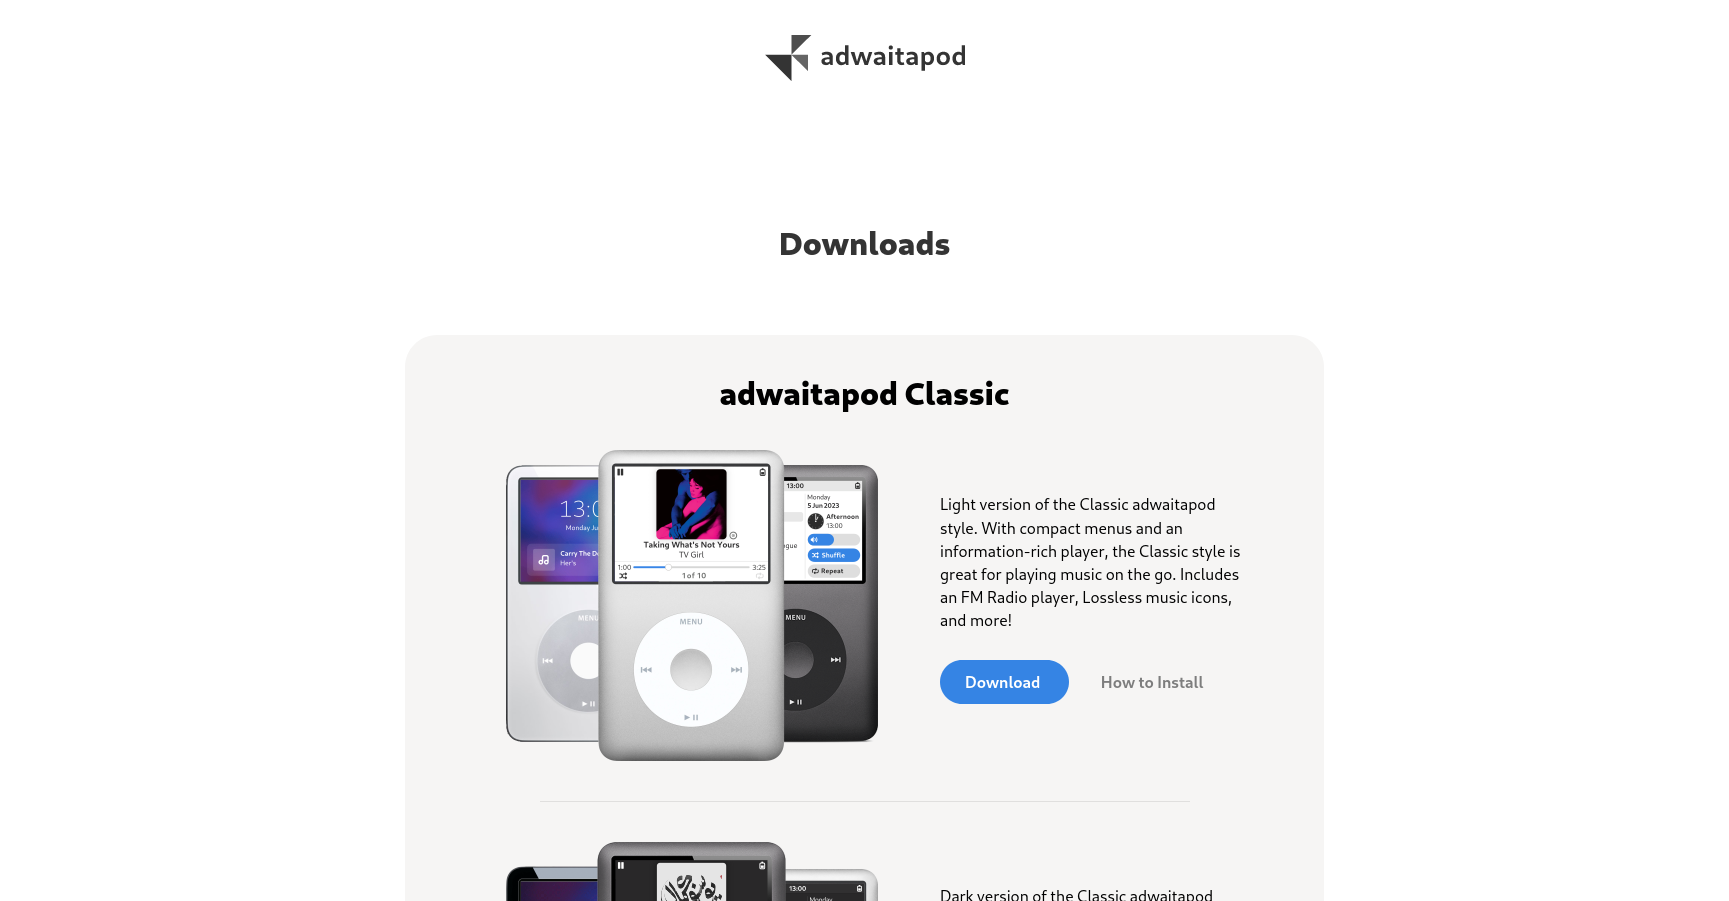 adwaitapod
Downloads
adwaitapod Classic
13:0
Monday Ju
Carry The
Her's
Taking What's Not Yours
TV Girl
1:00
3:25
1 of 10
13:00
Monday
5 Jun 2023
Afternoon
13:00
Shuffle
Repeat
MENU
MENU
MENU
Light version of the Classic adwaitapod
style. With compact menus and an
information-rich player, the Classic style is
great for playing music on the go. Includes
an FM Radio player, Lossless music icons,
and more!
Download
How to Install
13:00
Monday
Dark version of the Classic adwaitapod